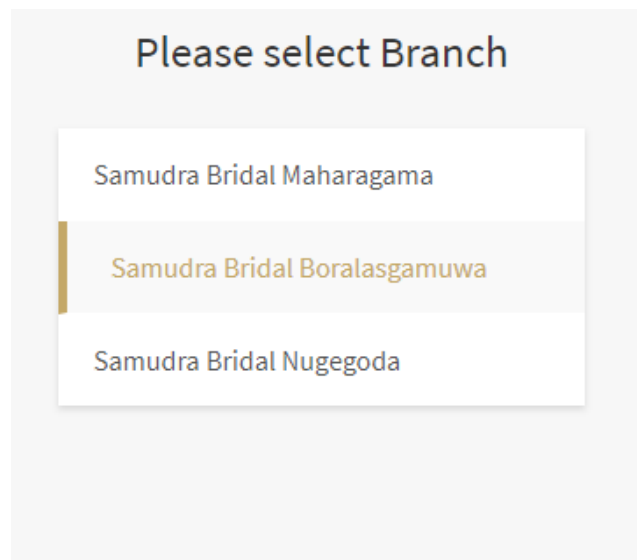 Please select Branch
Samudra Bridal Maharagama
Samudra Bridal Boralasgamuwa
Samudra Bridal Nugegoda